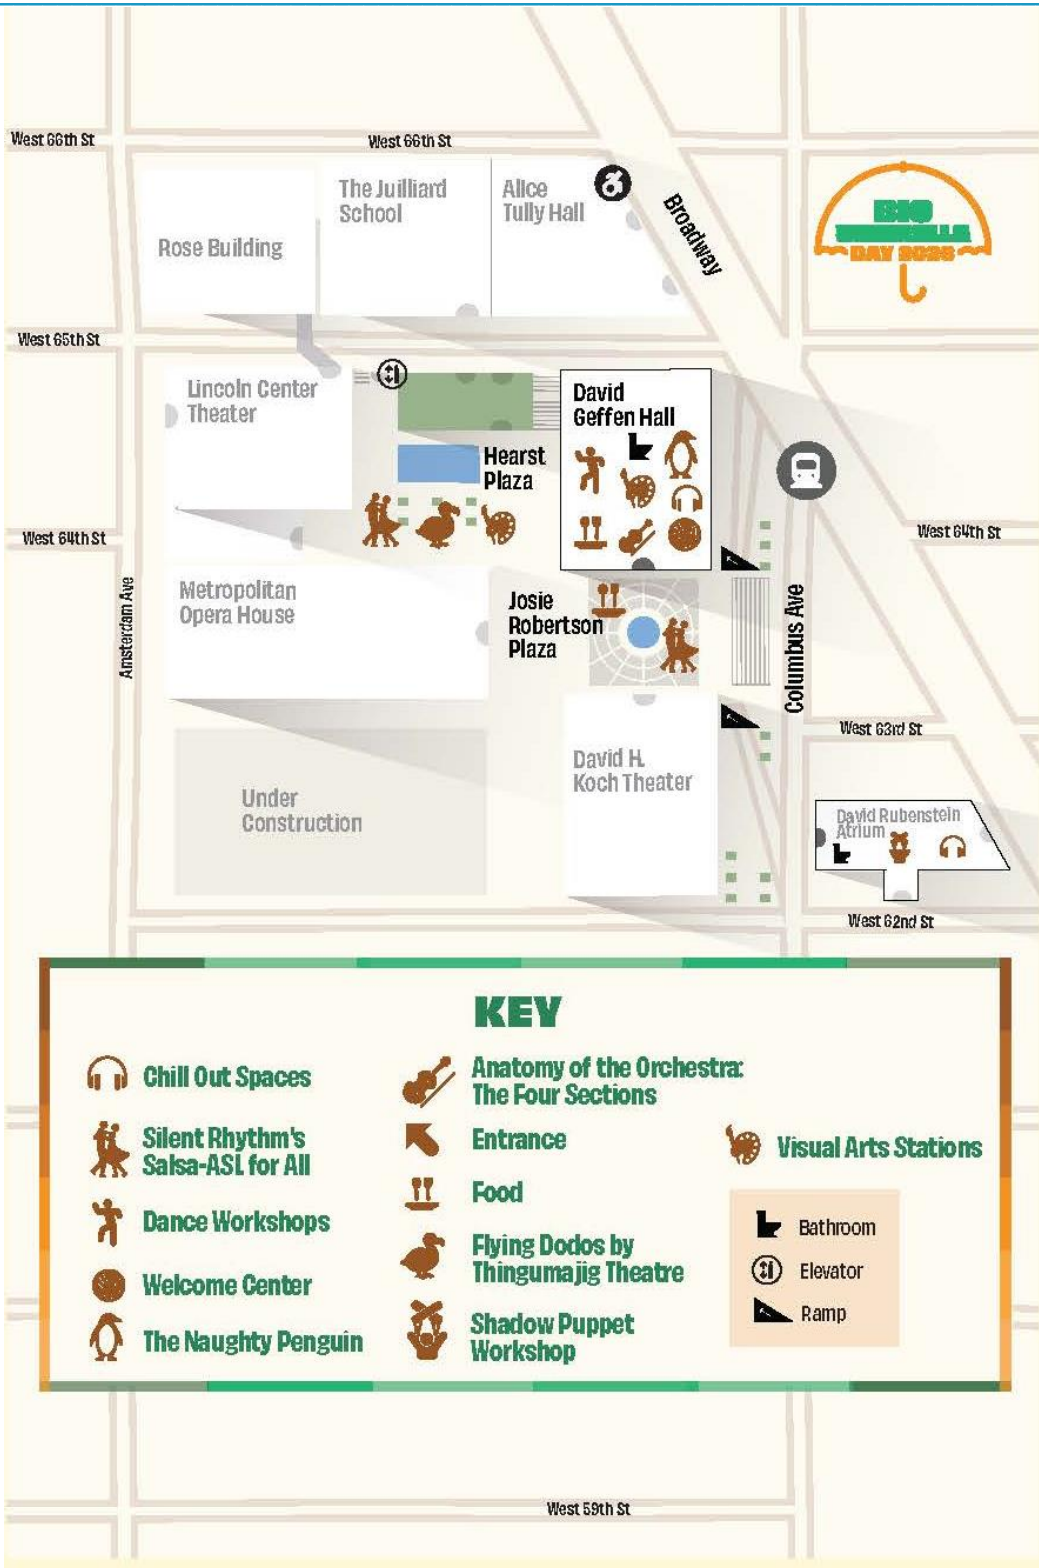 West 66th St
West 66th St
The Juilliard
School
Alice
Tully Hall
Rose Building
Broadway
BIG
UMBRELLA
DAY 2026
West 65th St
Lincoln Center
Theater
David
Geffen Hall
Hearst
Plaza
West 64th St
West 64th St
Amsterdam Ave
Metropolitan
Opera House
Josie
Robertson
Plaza
Columbus Ave
West 63rd St
David H.
Koch Theater
Under
Construction
David Rubenstein
Atrium
West 62nd St
KEY
Chill Out Spaces
Silent Rhythm's
Salsa-ASL for All
Dance Workshops
Welcome Center
The Naughty Penguin
Anatomy of the Orchestra:
The Four Sections
Entrance
Food
Flying Dodos by
Thingumajig Theatre
Shadow Puppet
Workshop
Visual Arts Stations
Bathroom
Elevator
Ramp
West 59th St